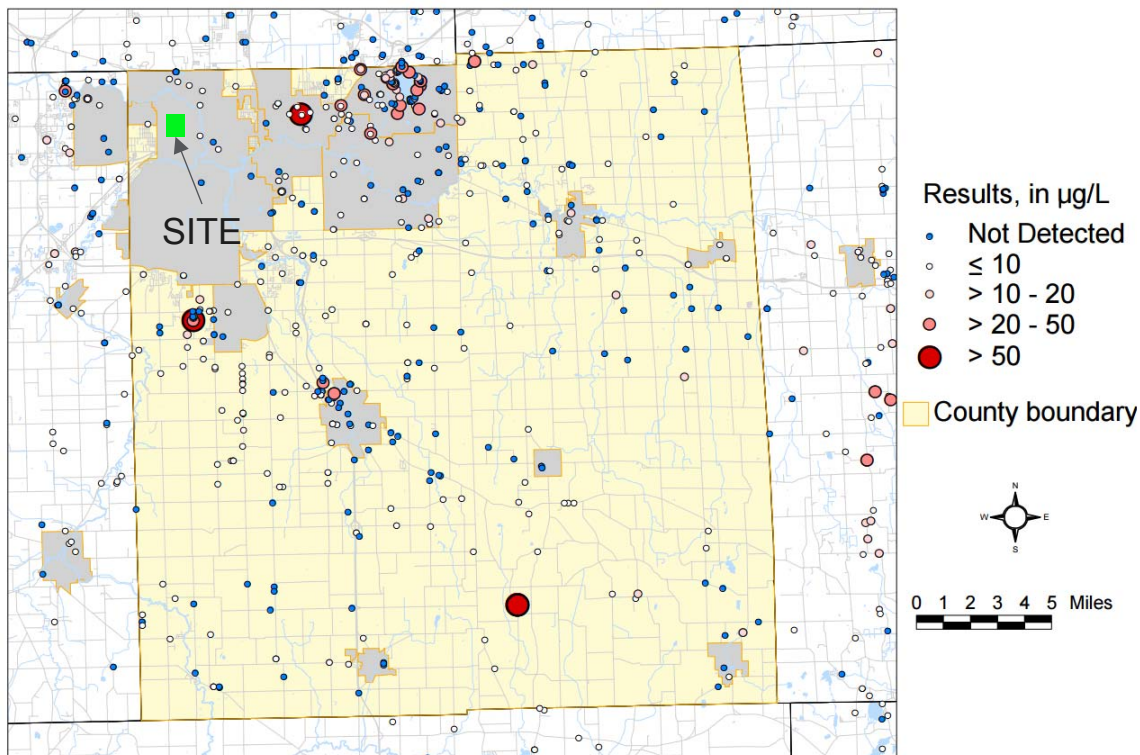 SITE
Results, in µg/L
Not Detected
≤ 10
> 10 - 20
> 20 - 50
> 50
County boundary
N
W E
S
0 1 2 3 4 5 Miles